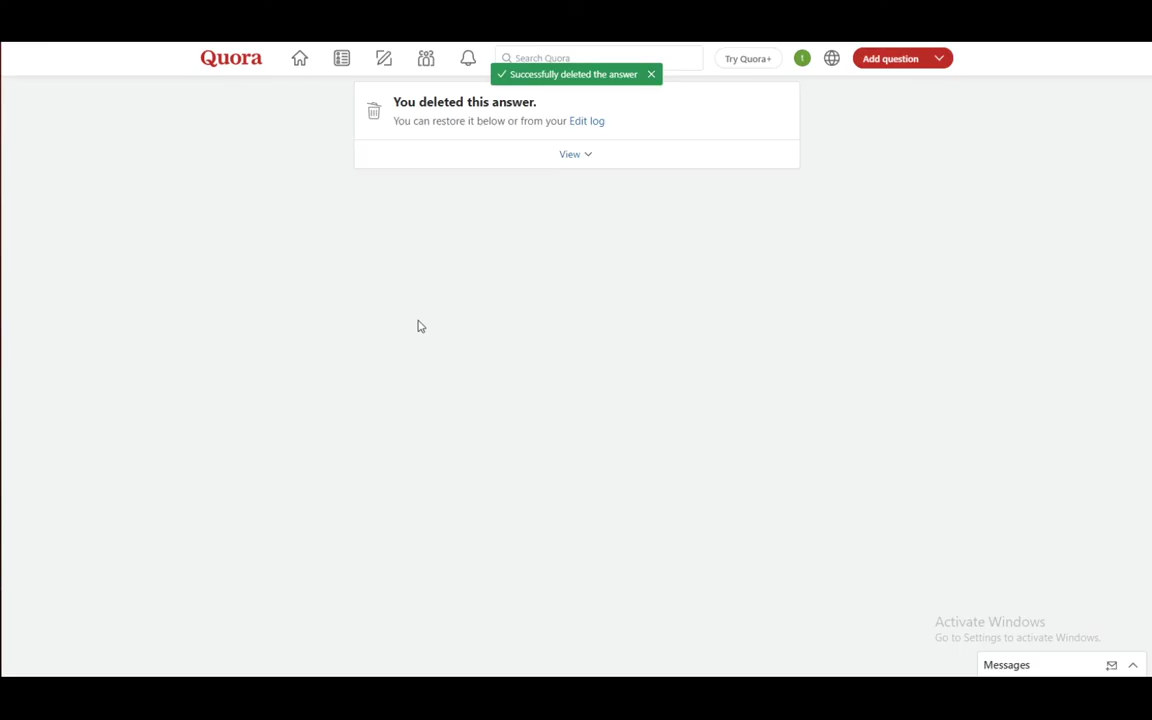 Quora
Search Quora
Try Quora+
t
Add question
Successfully deleted the answer
You deleted this answer.
You can restore it below or from your Edit log
View
Activate Windows
Go to Settings to activate Windows.
Messages